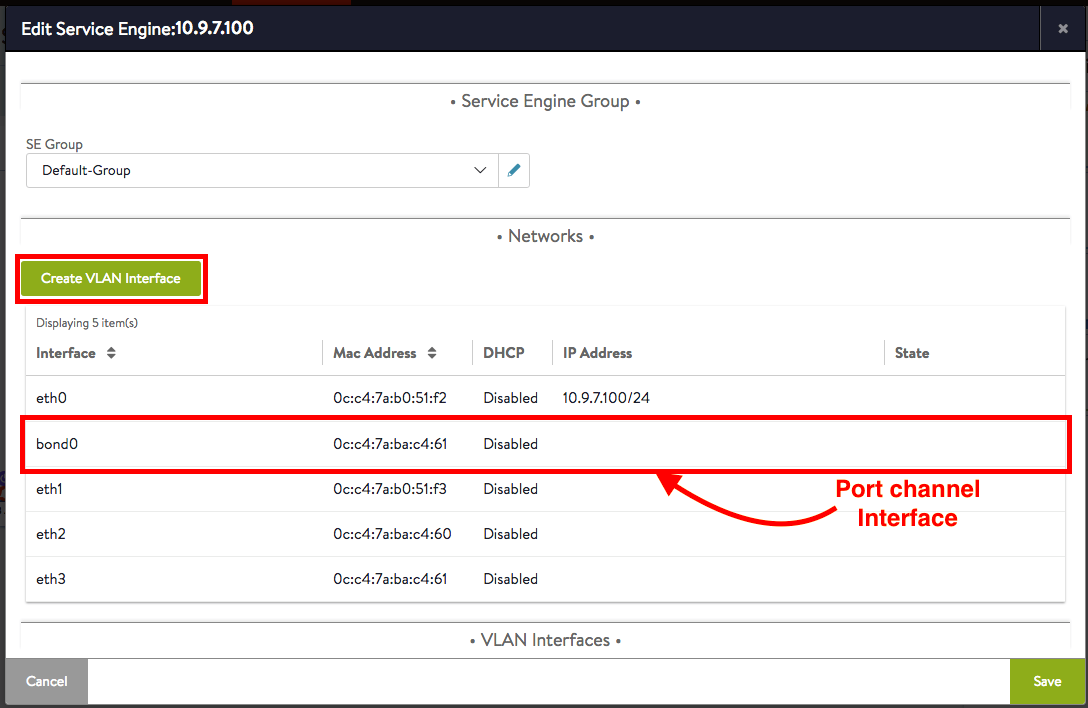 Edit Service Engine:10.9.7.100
• Service Engine Group •
SE Group
Default-Group
• Networks •
Create VLAN Interface
Displaying 5 item(s)
Interface Mac Address DHCP IP Address State
eth0 0c:c4:7a:b0:51:f2 Disabled 10.9.7.100/24
bond0 0c:c4:7a:ba:c4:61 Disabled
eth1 0c:c4:7a:b0:51:f3 Disabled
Port channel
Interface
eth2 0c:c4:7a:ba:c4:60 Disabled
eth3 0c:c4:7a:ba:c4:61 Disabled
• VLAN Interfaces •
Cancel Save